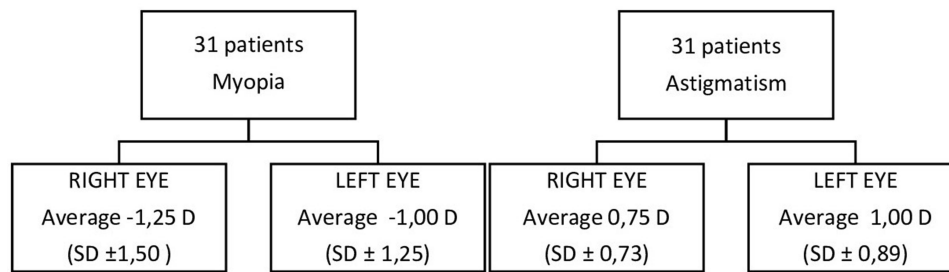 31 patients
Myopia
31 patients
Astigmatism
RIGHT EYE
Average -1,25 D
(SD ±1,50 )
LEFT EYE
Average -1,00 D
(SD ± 1,25)
RIGHT EYE
Average 0,75 D
(SD ± 0,73)
LEFT EYE
Average 1,00 D
(SD ± 0,89)